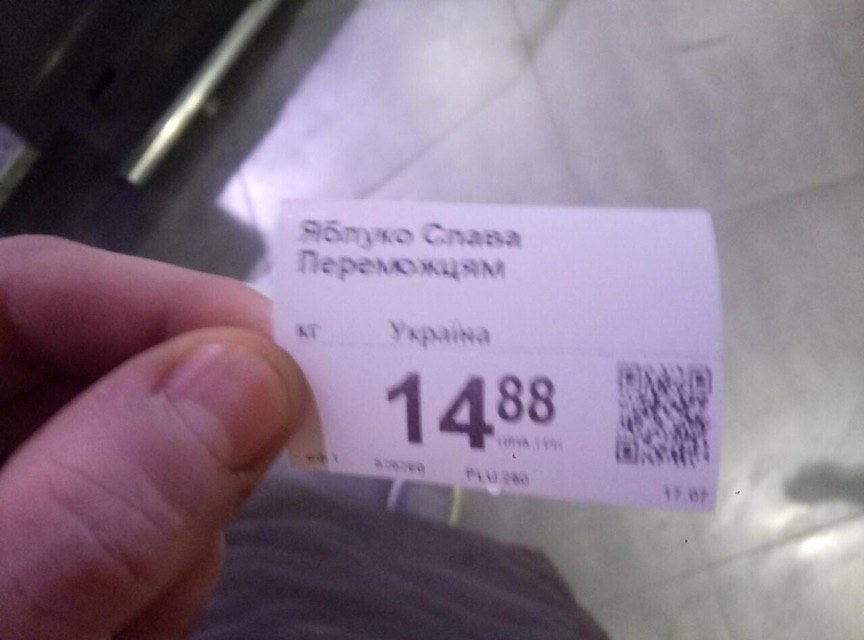 Яблуко Слава
Переможцям
кг Україна
14 88
PLU 280
17.07